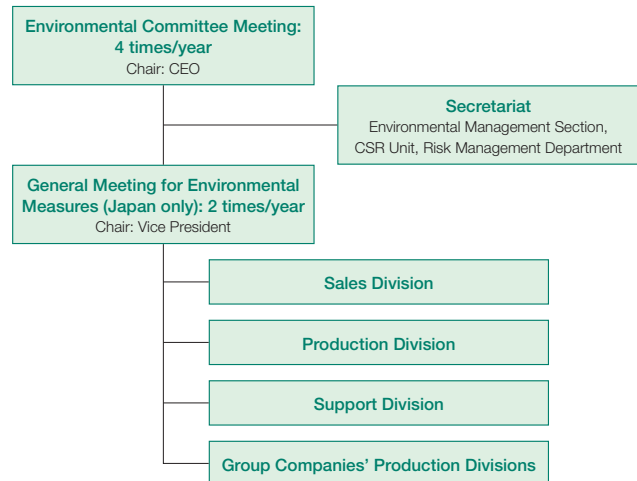 Environmental Committee Meeting:
4 times/year
Chair: CEO
Secretariat
Environmental Management Section,
CSR Unit, Risk Management Department
General Meeting for Environmental
Measures (Japan only): 2 times/year
Chair: Vice President
Sales Division
Production Division
Support Division
Group Companies’ Production Divisions